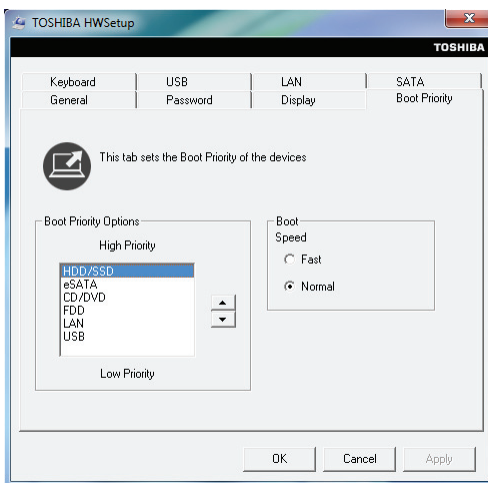 TOSHIBA HWSetup
TOSHIBA
Keyboard USB LAN SATA
General Password Display Boot Priority
This tab sets the Boot Priority of the devices
Boot Priority Options
High Priority
HDD/SSD
eSATA
CD/DVD
FDD
LAN
USB
Low Priority
Boot
Speed
Fast
Normal
OK Cancel Apply